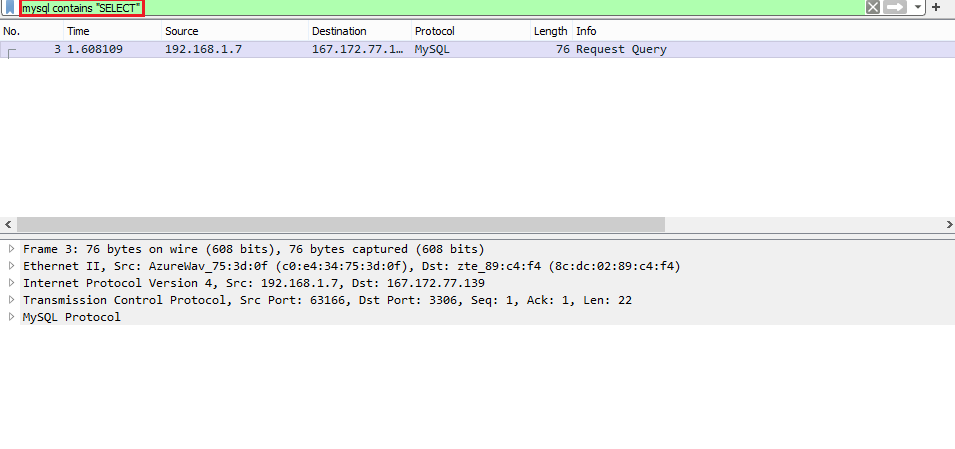 mysql contains "SELECT"
No. Time Source Destination Protocol Length Info
3 1.608109 192.168.1.7 167.172.77.1… MySQL 76 Request Query
Frame 3: 76 bytes on wire (608 bits), 76 bytes captured (608 bits)
Ethernet II, Src: AzureWav_75:3d:0f (c0:e4:34:75:3d:0f), Dst: zte_89:c4:f4 (8c:dc:02:89:c4:f4)
Internet Protocol Version 4, Src: 192.168.1.7, Dst: 167.172.77.139
Transmission Control Protocol, Src Port: 63166, Dst Port: 3306, Seq: 1, Ack: 1, Len: 22
MySQL Protocol